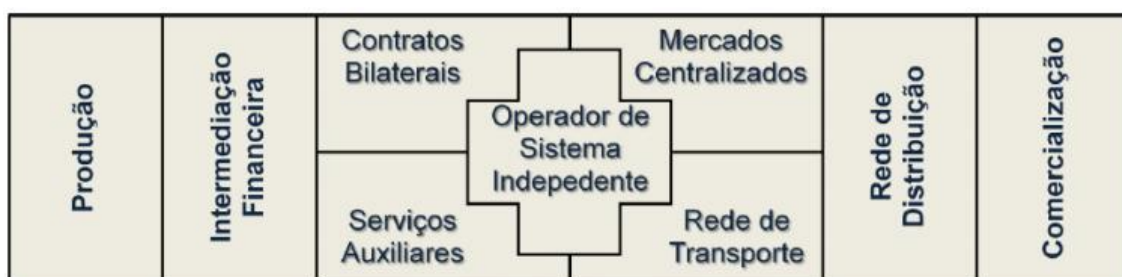 Produção
Intermediação
Financeira
Contratos
Bilaterais
Mercados
Centralizados
Operador de
Sistema
Indepedente
Serviços
Auxiliares
Rede de
Transporte
Rede de
Distribuição
Comercialização